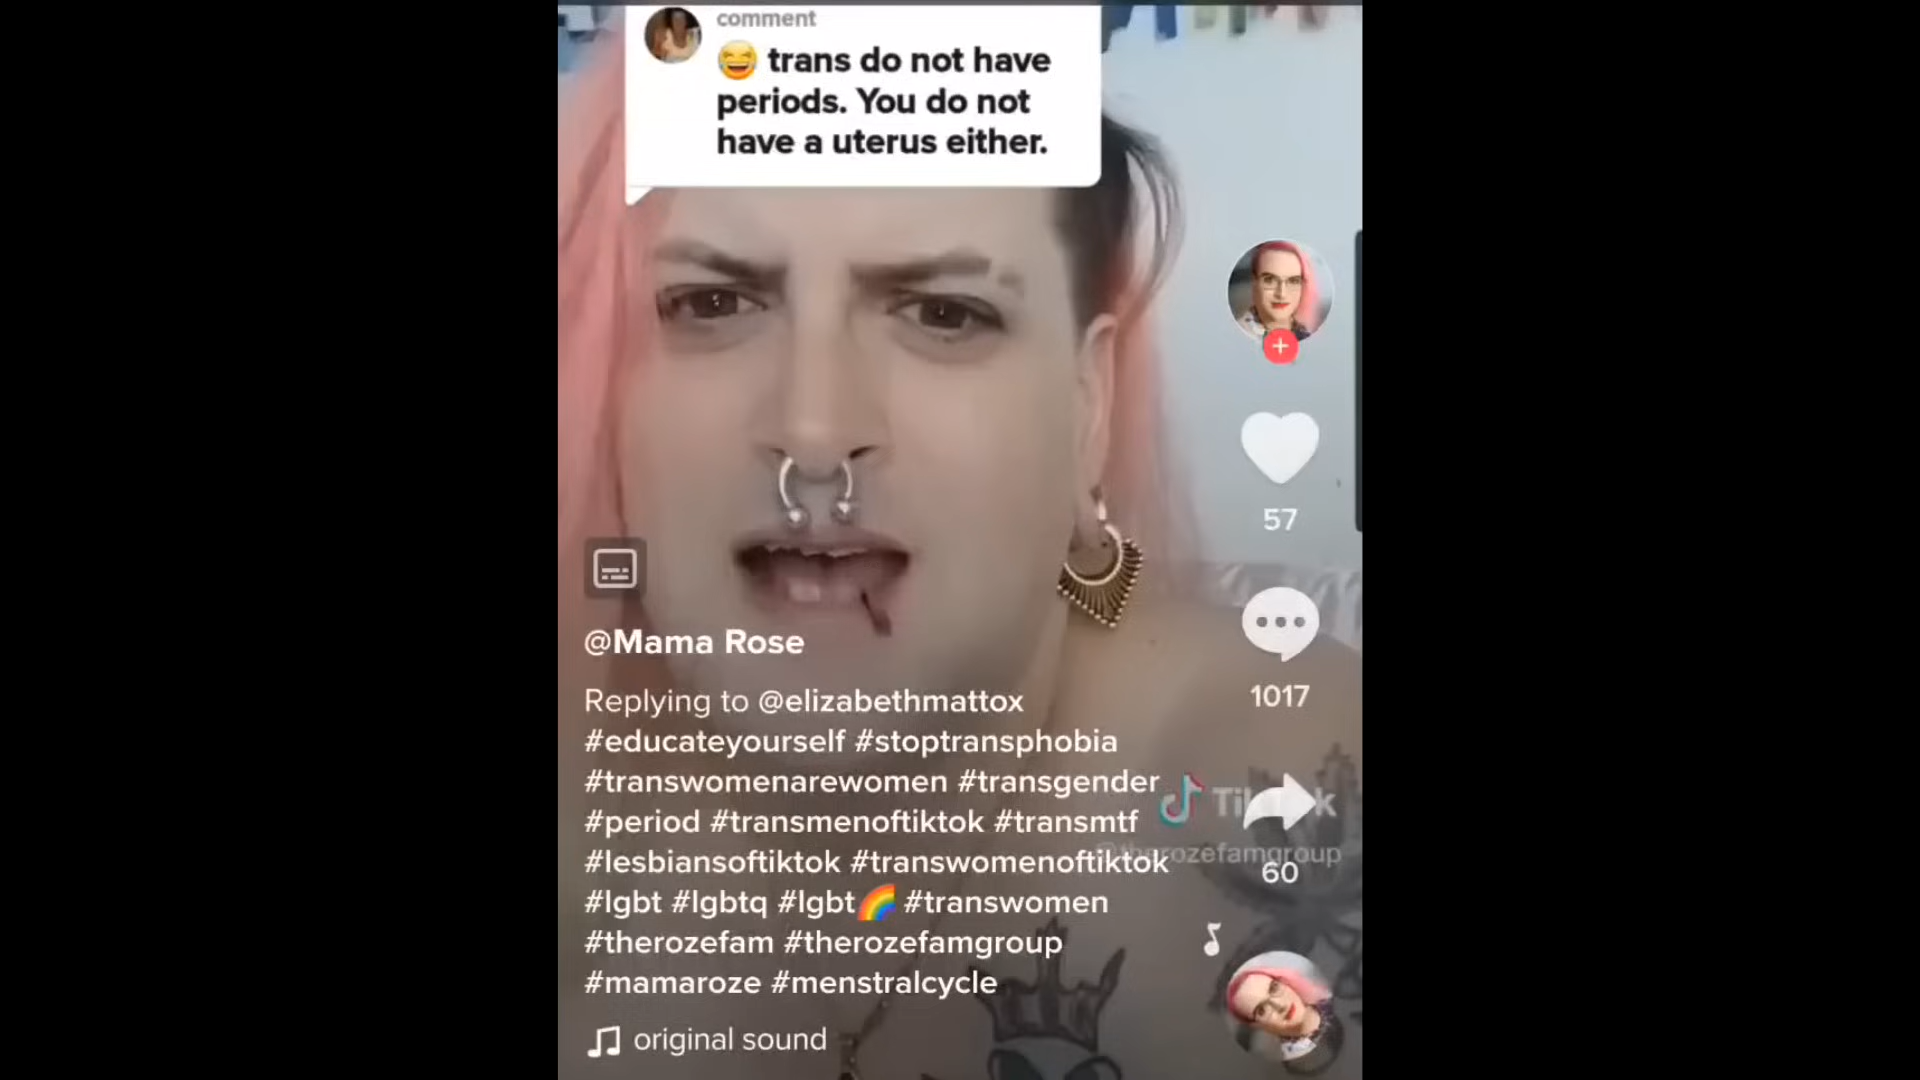 comment
😂 trans do not have
periods. You do not
have a uterus either.
57
@Mama Rose
1017
Replying to @elizabethmattox
#educateyourself #stoptransphobia
#transwomenarewomen #transgender
TikTok
#period #transmenoftiktok #transmtf
@therozefamgroup
#lesbiansoftiktok #transwomenoftiktok
60
#lgbt #lgbtq #lgbt🌈 #transwomen
#therozefam #therozefamgroup
#mamaroze #menstralcycle
original sound